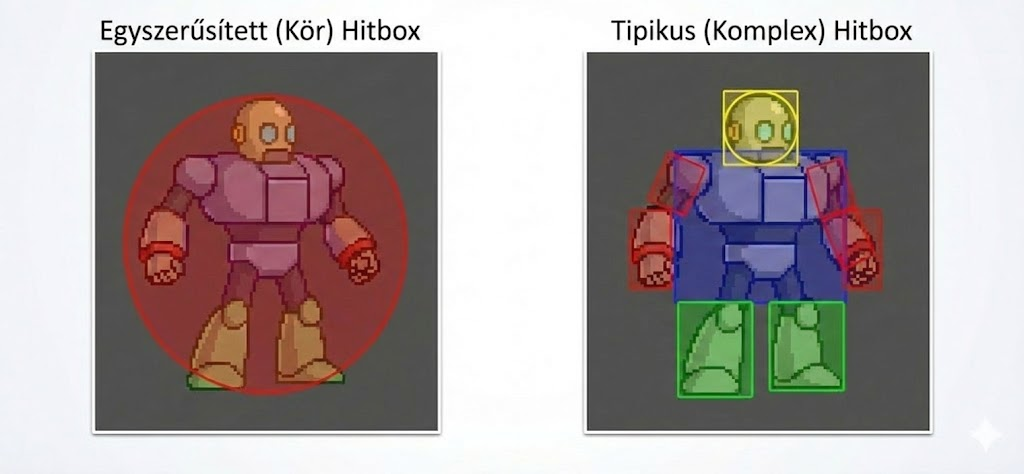 Egyszerűsített (Kör) Hitbox
Tipikus (Komplex) Hitbox